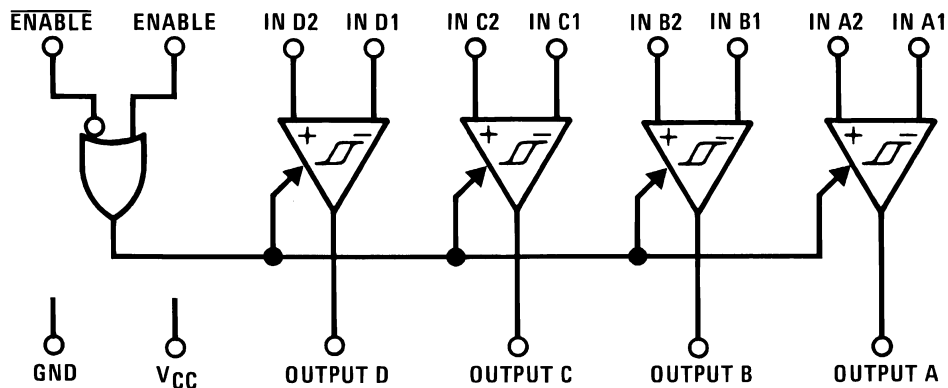 ENABLE ENABLE IN D2 IN D1 IN C2 IN C1 IN B2 IN B1 IN A2 IN A1
+ − + − + − + −
GND VCC OUTPUT D OUTPUT C OUTPUT B OUTPUT A